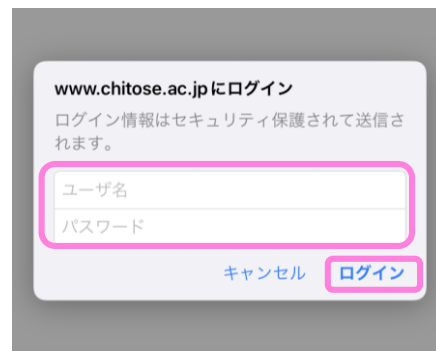 www.chitose.ac.jpにログイン
ログイン情報はセキュリティ保護されて送信さ
れます。
ユーザ名
パスワード
キャンセル ログイン